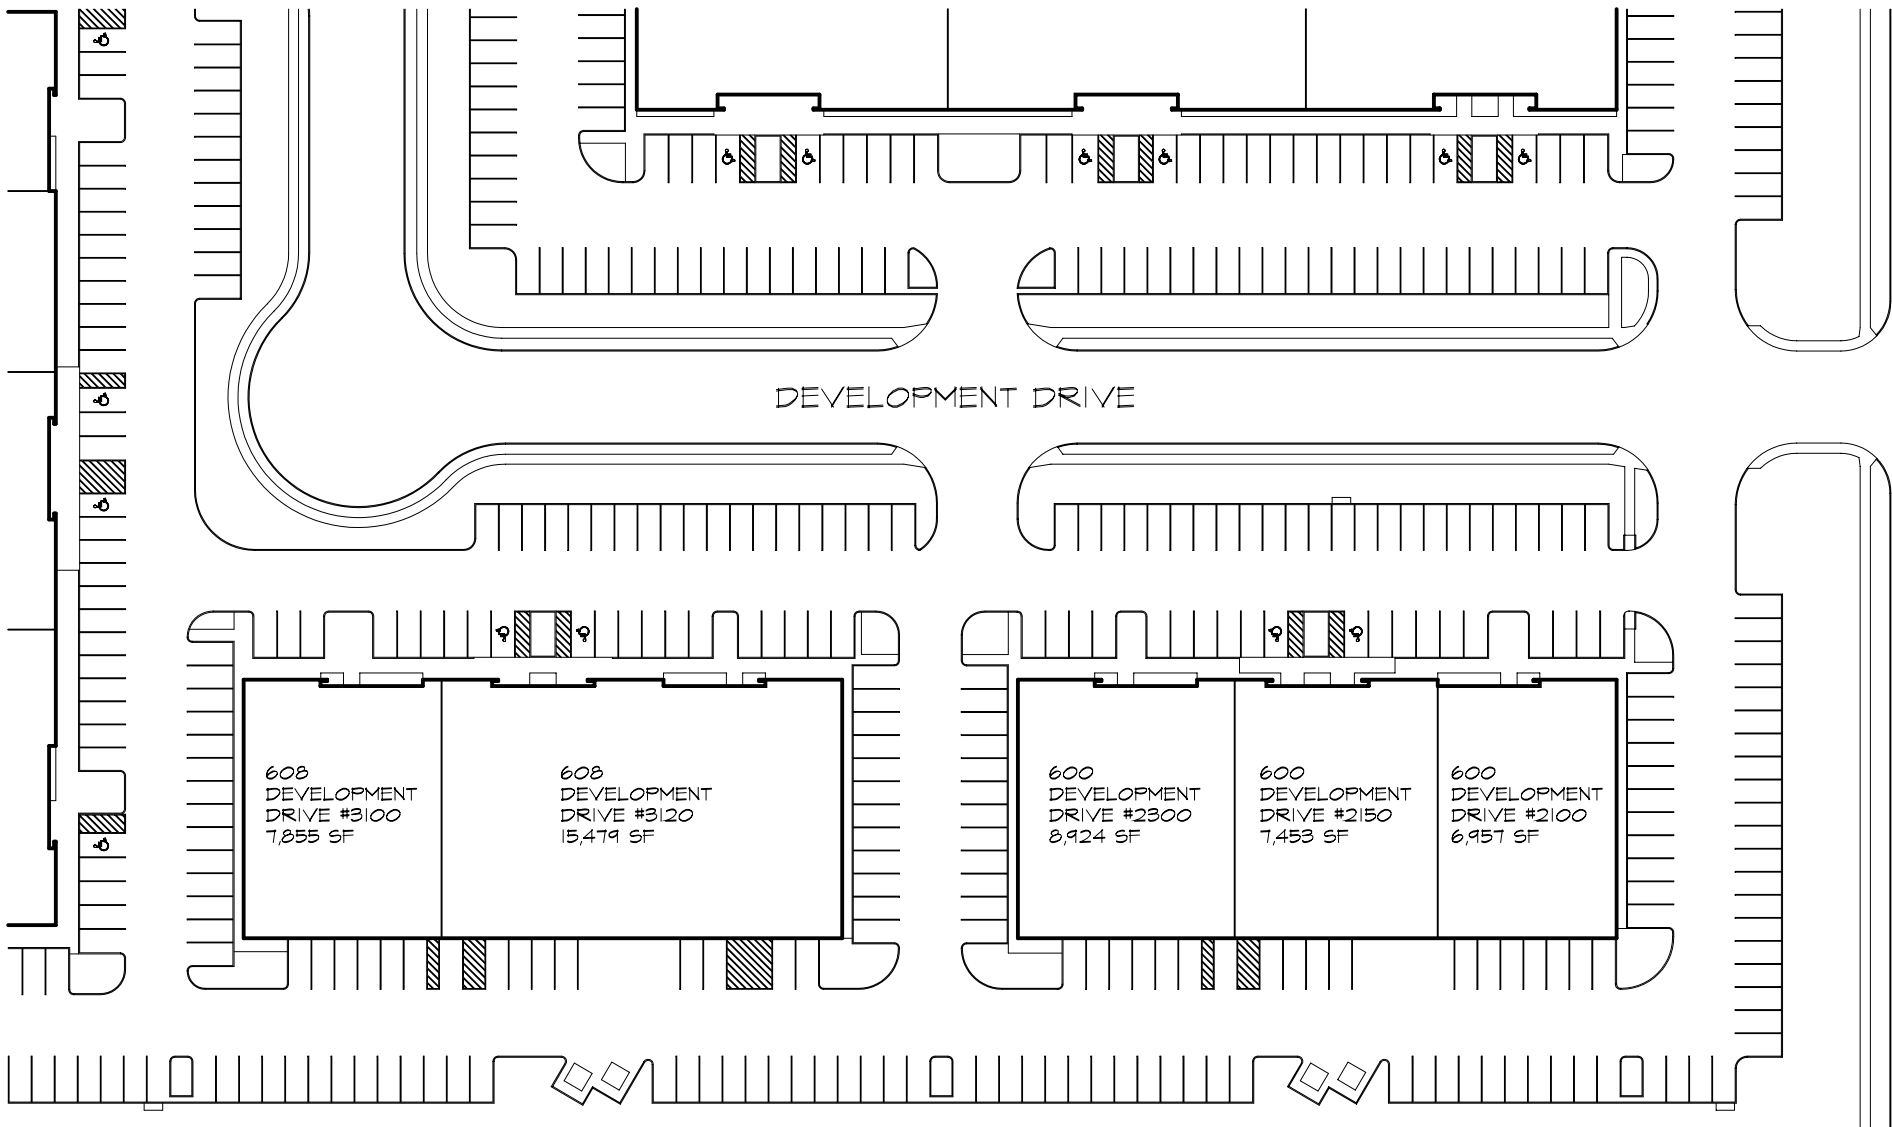 DEVELOPMENT DRIVE
608
DEVELOPMENT
DRIVE #3100
7,855 SF
608
DEVELOPMENT
DRIVE #3120
15,479 SF
600
DEVELOPMENT
DRIVE #2300
8,924 SF
600
DEVELOPMENT
DRIVE #2150
7,453 SF
600
DEVELOPMENT
DRIVE #2100
6,957 SF